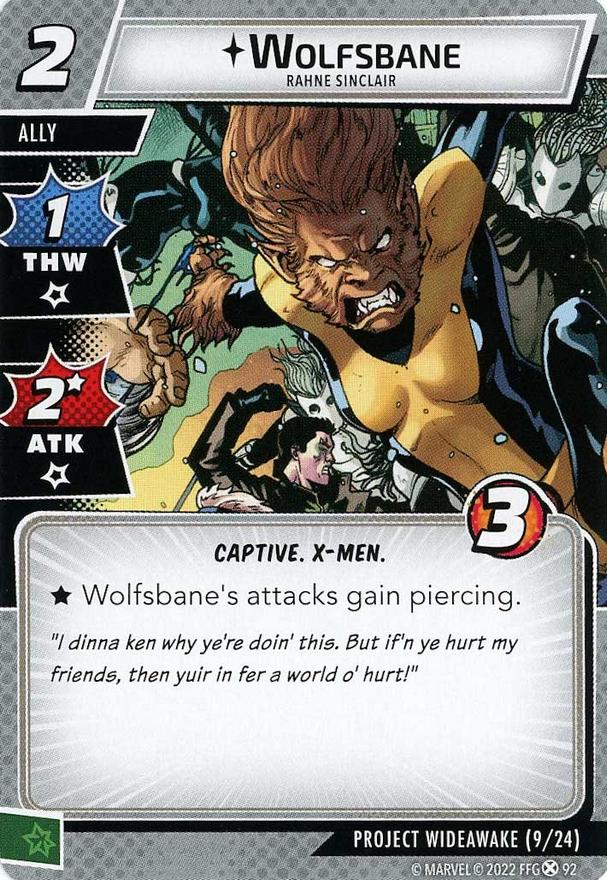 2
WOLFSBANE
RAHNE SINCLAIR
ALLY
1
THW
2
ATK
3
CAPTIVE. X-MEN.
★ Wolfsbane's attacks gain piercing.
"I dinna ken why ye're doin' this. But if'n ye hurt my
friends, then yuir in fer a world o' hurt!"
PROJECT WIDEAWAKE (9/24)
© MARVEL © 2022 FFG 92